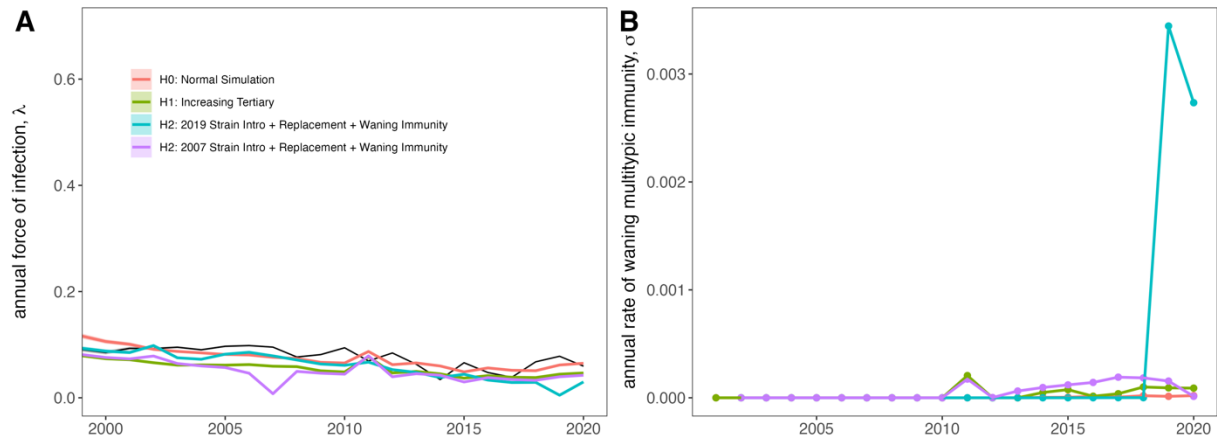 A
annual force of infection, λ
0.6
0.4
0.2
0.0
H0: Normal Simulation
H1: Increasing Tertiary
H2: 2019 Strain Intro + Replacement + Waning Immunity
H2: 2007 Strain Intro + Replacement + Waning Immunity
2000
2005
2010
2015
2020
B
annual rate of waning multitypic immunity, σ
0.003
0.002
0.001
0.000
2005
2010
2015
2020